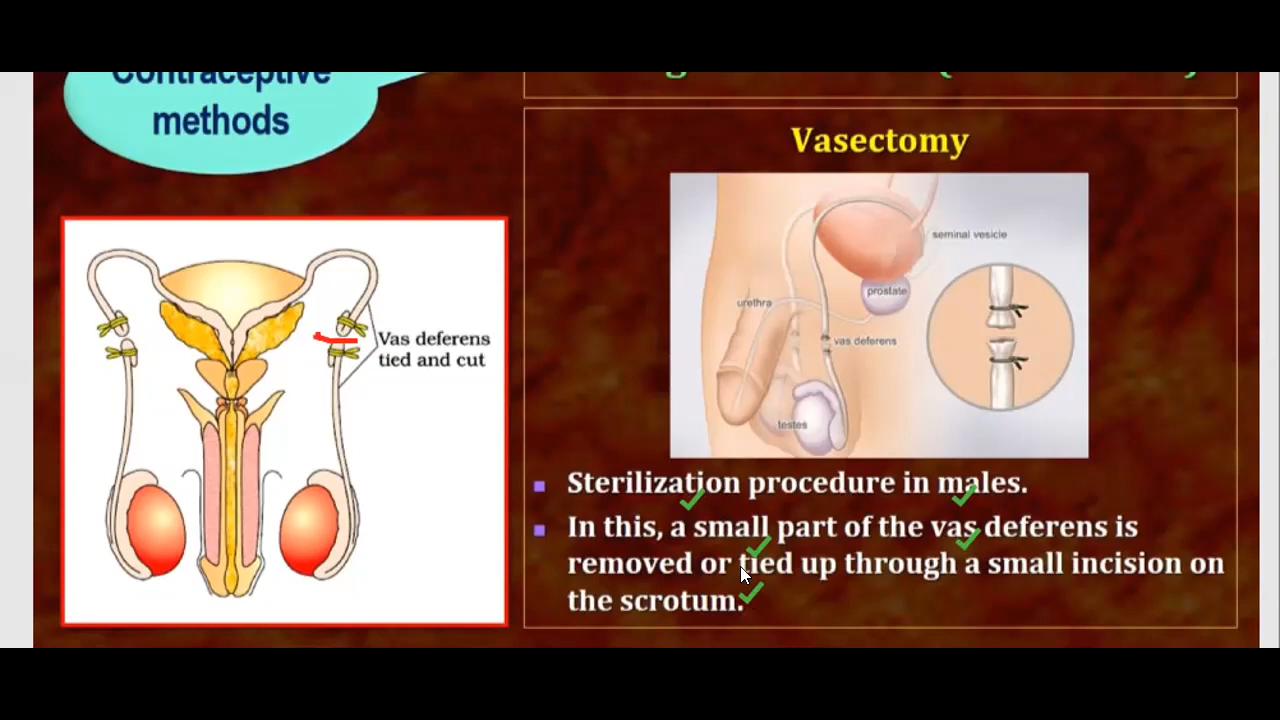 Contraceptive
methods
Vasectomy
seminal vesicle
prostate
urethra
vas deferens
testes
Vas deferens
tied and cut
Sterilization procedure in males.
In this, a small part of the vas deferens is
removed or tied up through a small incision on
the scrotum.